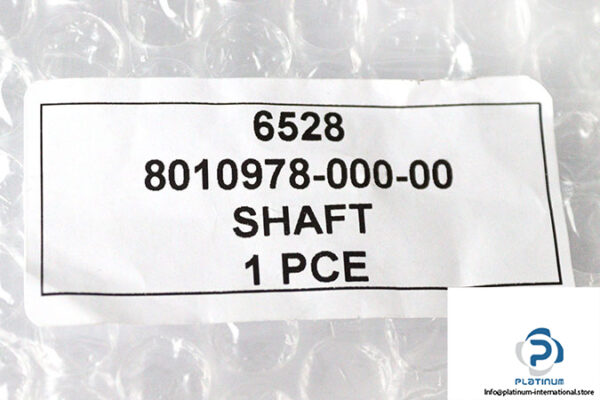 6528
8010978-000-00
SHAFT
1 PCE
PLATINUM
Info@platinum-international.store